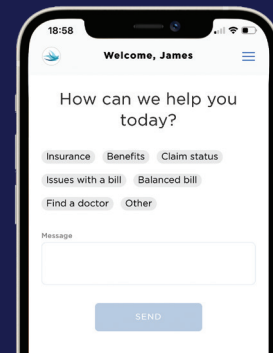 18:58
Welcome, James
How can we help you
today?
Insurance Benefits Claim status
Issues with a bill Balanced bill
Find a doctor Other
Message
SEND